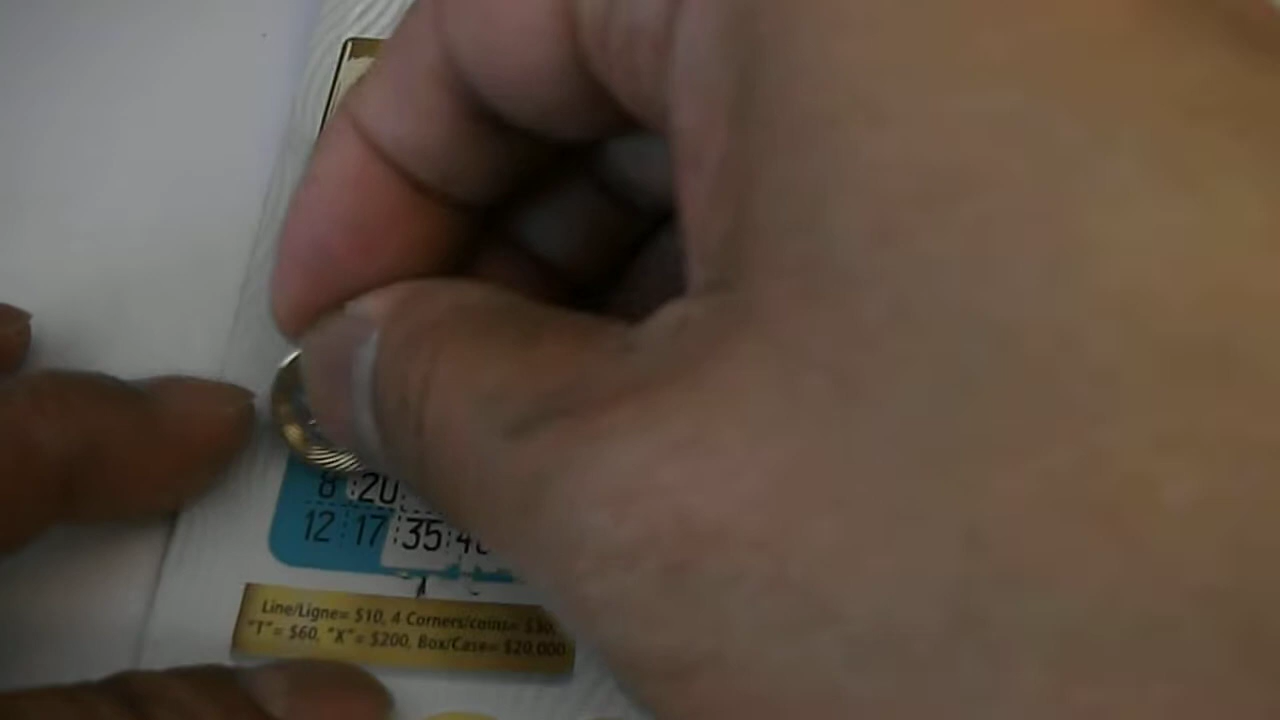 8 20
12 17 35
Line/Ligne= $10, 4 Corners/coins= $30,
"T"= $60, "X"= $200, Box/Case= $20.000